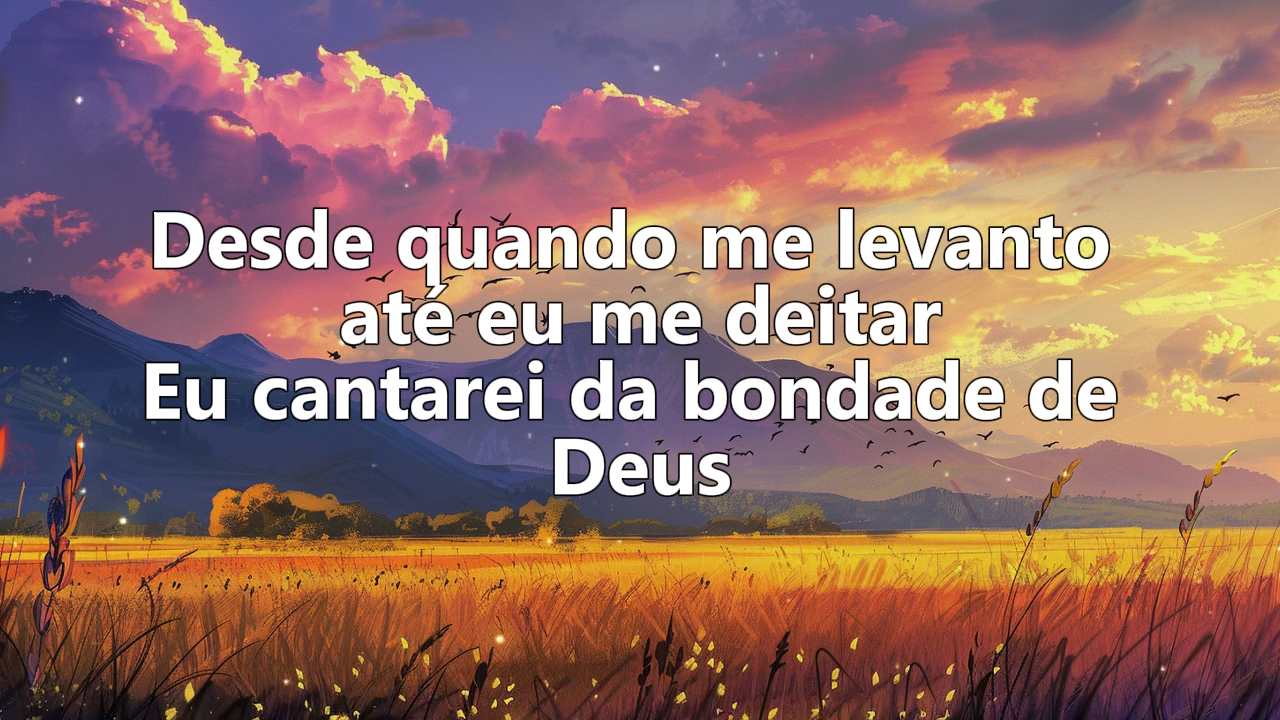 Desde quando me levanto
até eu me deitar
Eu cantarei da bondade de
Deus